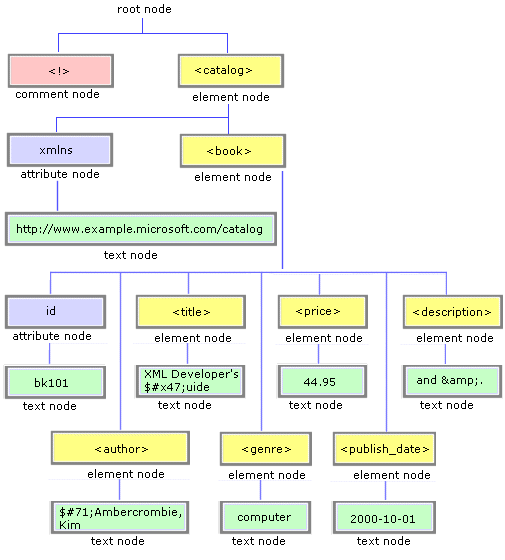 root node
<!>
<catalog>
comment node
element node
xmlns
<book>
attribute node
element node
http://www.example.microsoft.com/catalog
text node
id
<title>
<price>
<description>
attribute node
element node
element node
element node
bk101
XML Developer's
$#x47;uide
44.95
and &amp;.
text node
text node
text node
text node
<author>
<genre>
<publish_date>
element node
element node
element node
$#71;Ambercrombie,
Kim
computer
2000-10-01
text node
text node
text node